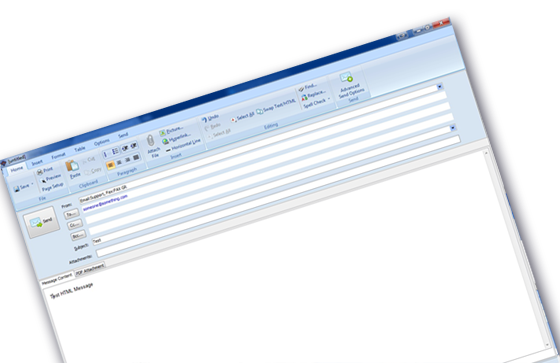 Untitled
Home Insert Format Table Options Send
Save Print Preview Page Setup
File
Paste Cut Copy
Clipboard
Paragraph
Attach File Picture... Hyperlink... Horizontal Line
Insert
Undo Redo Select All
Select All Swap Text/HTML
Find... Replace... Spell Check
Editing
Advanced Send Options
Send
Send
From: Email Support,
To... someone@something.com
Cc...
Bcc...
Subject: Test
Attachments:
Message Content PDF Attachment
Test HTML Message